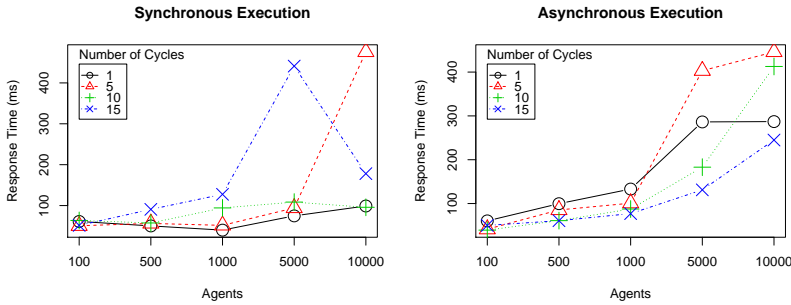 Synchronous Execution
Response Time (ms)
400
300
200
100
Number of Cycles
1
5
10
15
100 500 1000 5000 10000
Agents
Asynchronous Execution
Response Time (ms)
400
300
200
100
Number of Cycles
1
5
10
15
100 500 1000 5000 10000
Agents